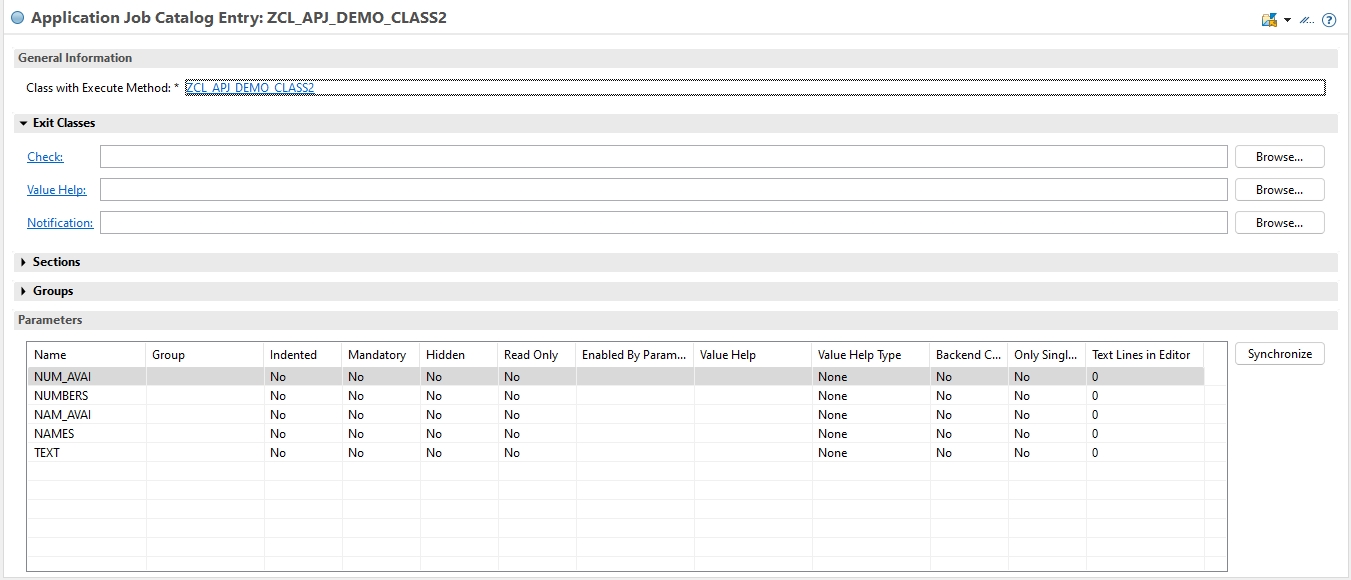 Application Job Catalog Entry: ZCL_APJ_DEMO_CLASS2
General Information
Class with Execute Method: * ZCL_APJ_DEMO_CLASS2
Exit Classes
Check: Browse...
Value Help: Browse...
Notification: Browse...
Sections
Groups
Parameters
Name Group Indented Mandatory Hidden Read Only Enabled By Param... Value Help Value Help Type Backend C... Only Singl... Text Lines in Editor Synchronize
NUM_AVAI No No No No None No No 0
NUMBERS No No No No None No No 0
NAM_AVAI No No No No None No No 0
NAMES No No No No None No No 0
TEXT No No No No None No No 0